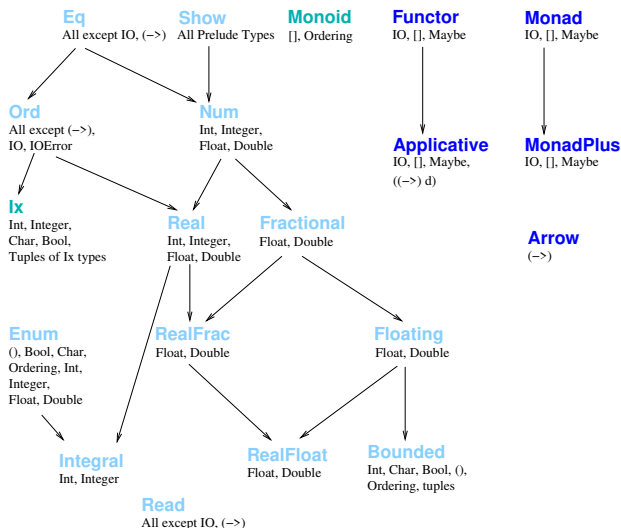 Eq
All except IO, (−>)
Show
All Prelude Types
Monoid
[], Ordering
Functor
IO, [], Maybe
Monad
IO, [], Maybe
Ord
All except (−>),
IO, IOError
Num
Int, Integer,
Float, Double
Applicative
IO, [], Maybe,
((−>) d)
MonadPlus
IO, [], Maybe
Ix
Int, Integer,
Char, Bool,
Tuples of Ix types
Real
Int, Integer,
Float, Double
Fractional
Float, Double
Arrow
(−>)
Enum
(), Bool, Char,
Ordering, Int,
Integer,
Float, Double
RealFrac
Float, Double
Floating
Float, Double
Integral
Int, Integer
RealFloat
Float, Double
Bounded
Int, Char, Bool, (),
Ordering, tuples
Read
All except IO, (−>)